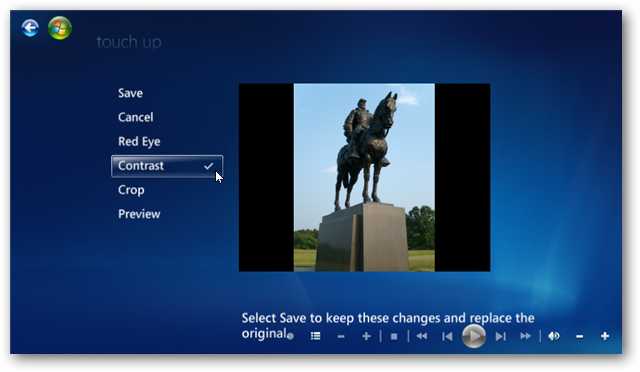 touch up
Save
Cancel
Red Eye
Contrast
Crop
Preview
Select Save to keep these changes and replace the
original.